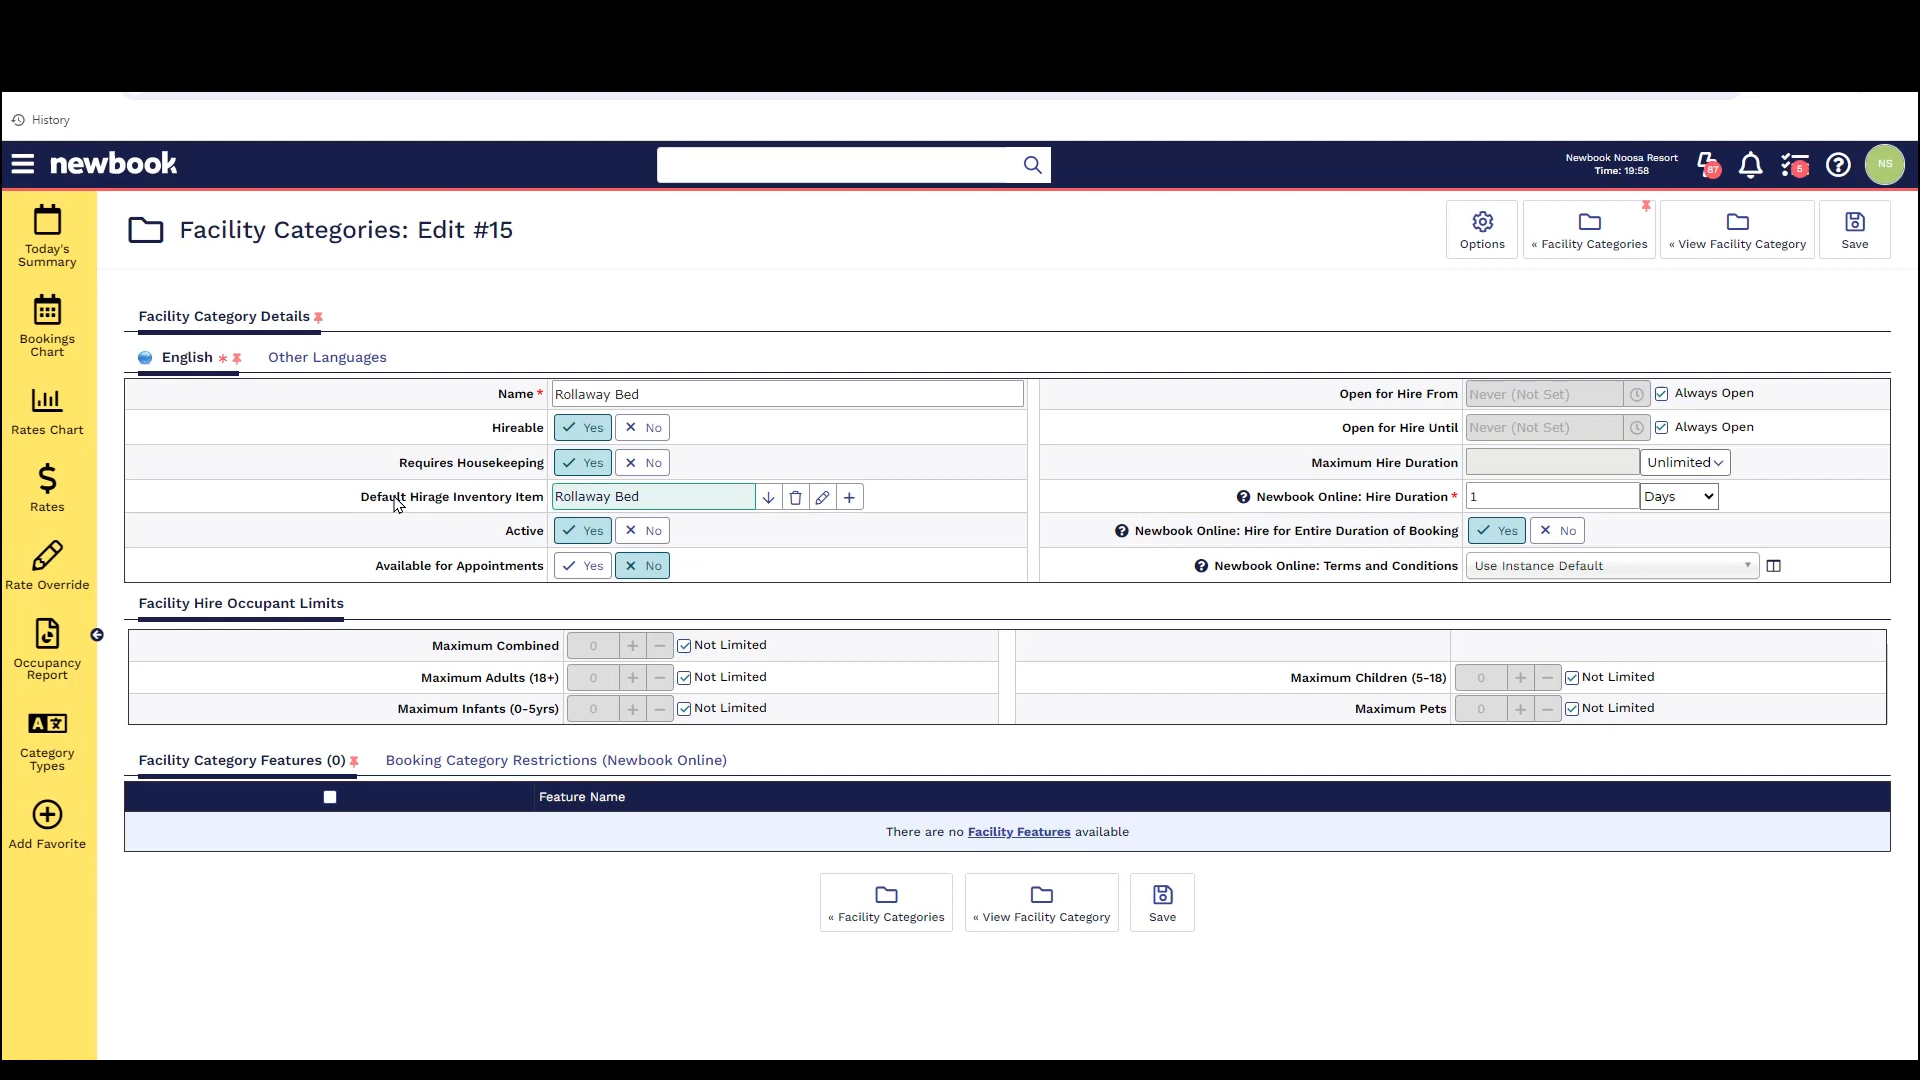 History
newbook
Newbook Noosa Resort
Time: 19:58
87
5
NS
Today's
Summary
Bookings
Chart
Rates Chart
Rates
Rate Override
Occupancy
Report
Category
Types
Add Favorite
Facility Categories: Edit #15
Options
« Facility Categories
« View Facility Category
Save
Facility Category Details
English *
Other Languages
Name *
Rollaway Bed
Open for Hire From
Never (Not Set)
Always Open
Hireable
Yes
No
Open for Hire Until
Never (Not Set)
Always Open
Requires Housekeeping
Yes
No
Maximum Hire Duration
Unlimited
Default Hirage Inventory Item
Rollaway Bed
Newbook Online: Hire Duration *
1
Days
Active
Yes
No
Newbook Online: Hire for Entire Duration of Booking
Yes
No
Available for Appointments
Yes
No
Newbook Online: Terms and Conditions
Use Instance Default
Facility Hire Occupant Limits
Maximum Combined
0
Not Limited
Maximum Adults (18+)
0
Not Limited
Maximum Children (5-18)
0
Not Limited
Maximum Infants (0-5yrs)
0
Not Limited
Maximum Pets
0
Not Limited
Facility Category Features (0)
Booking Category Restrictions (Newbook Online)
Feature Name
There are no Facility Features available
« Facility Categories
« View Facility Category
Save